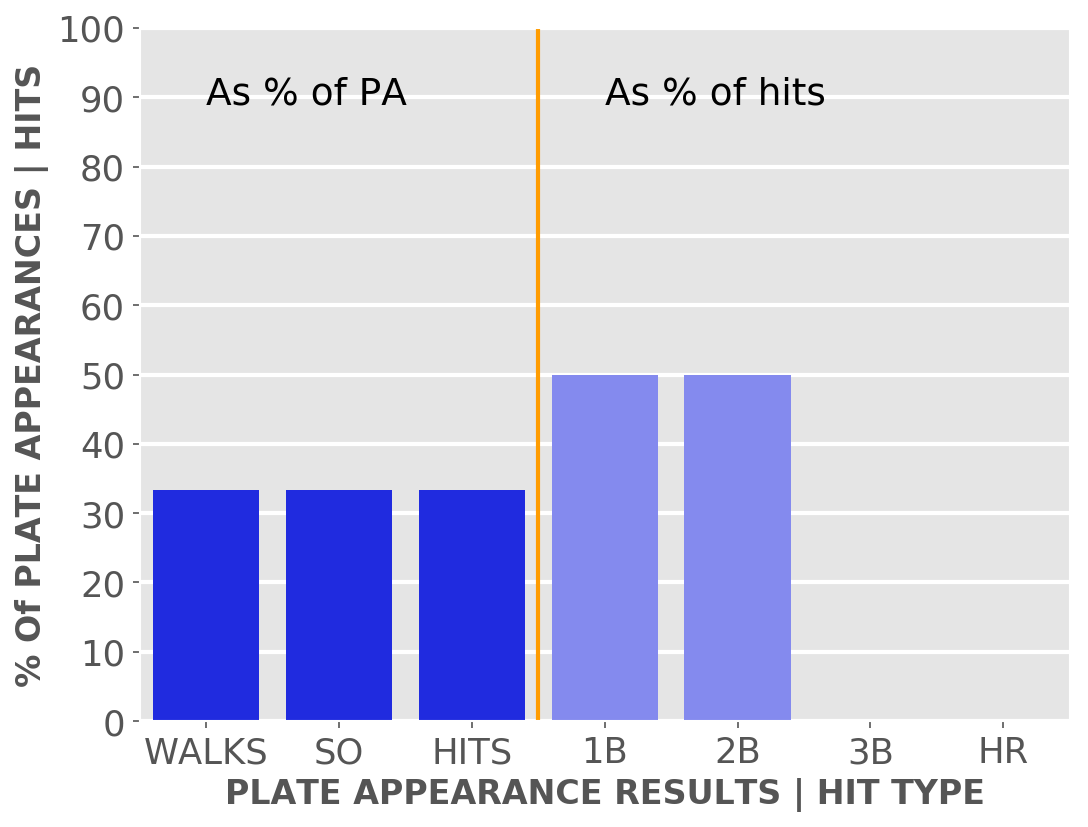 % Of PLATE APPEARANCES | HITS
100
90
80
70
60
50
40
30
20
10
0
As % of PA
As % of hits
WALKS SO HITS 1B 2B 3B HR
PLATE APPEARANCE RESULTS | HIT TYPE